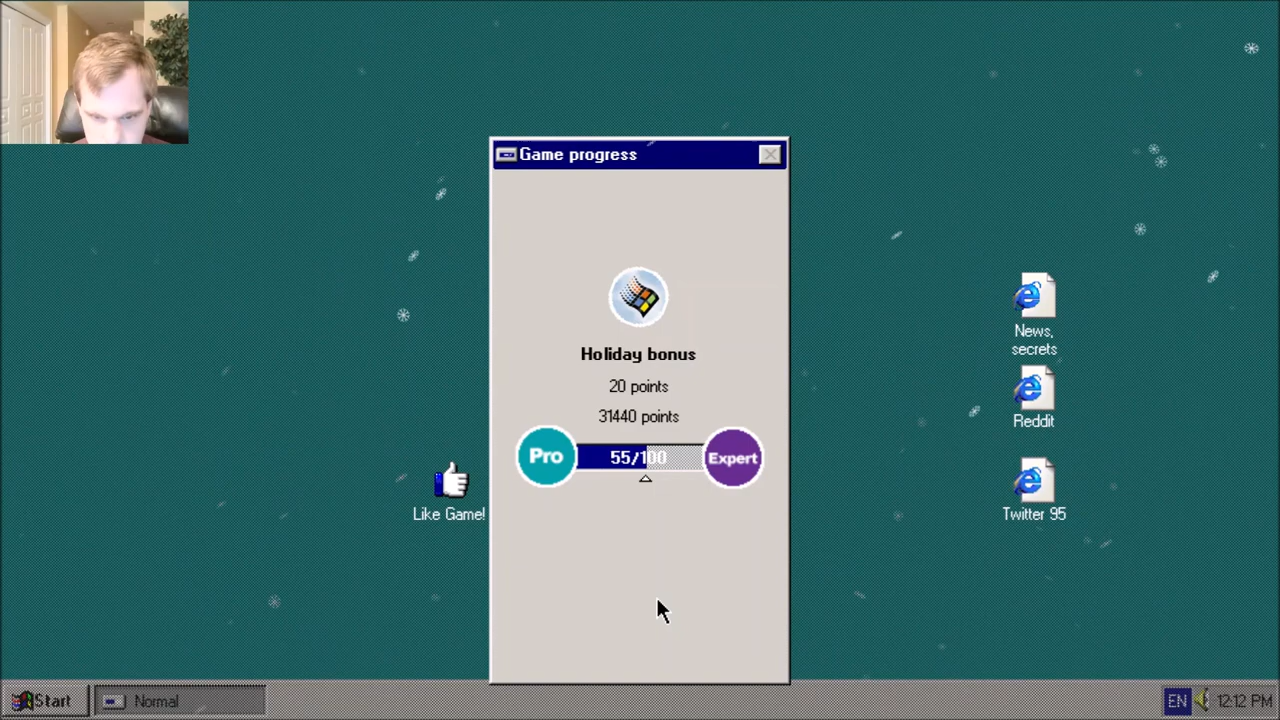 Game progress
Holiday bonus
20 points
31440 points
Pro
55/100
Expert
Like Game!
News,
secrets
Reddit
Twitter 95
Start
Normal
EN
12:12 PM